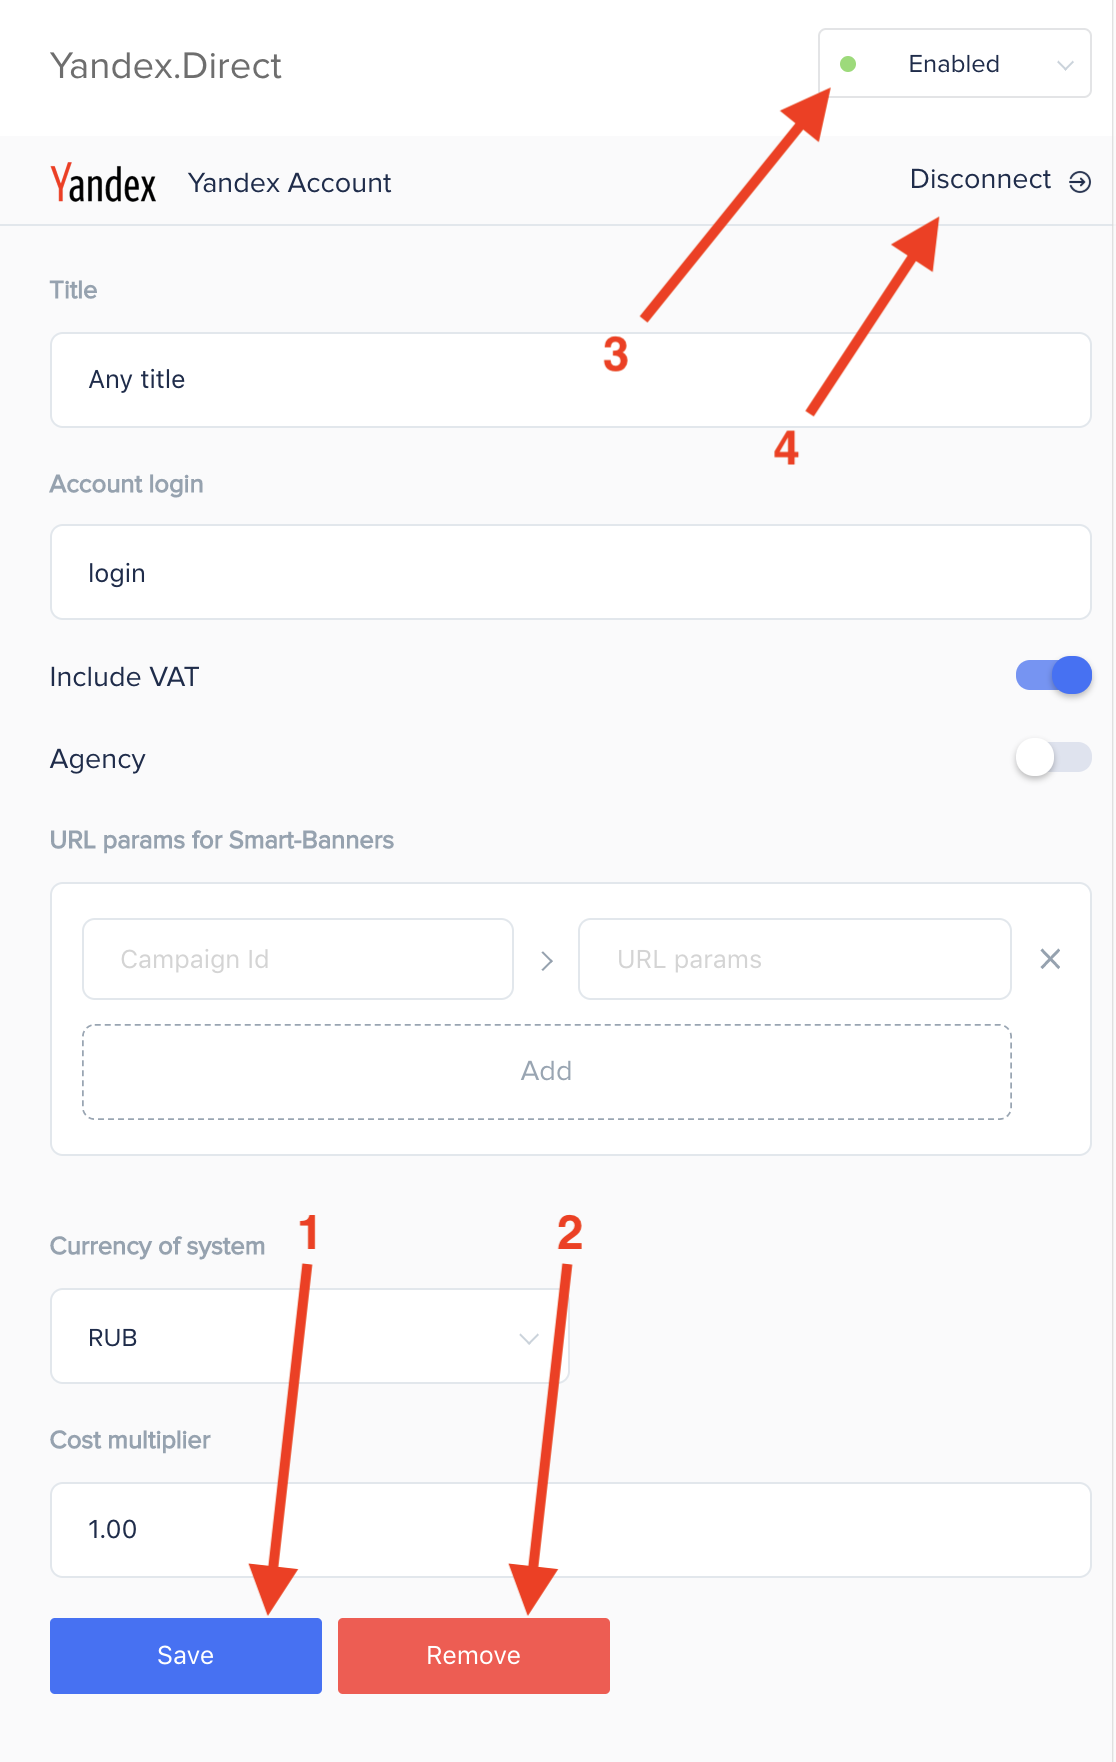 Yandex.Direct
Enabled
Yandex
Yandex Account
Disconnect
Title
3
Any title
4
Account login
login
Include VAT
Agency
URL params for Smart-Banners
Campaign Id
URL params
Add
1
2
Currency of system
RUB
Cost multiplier
1.00
Save
Remove